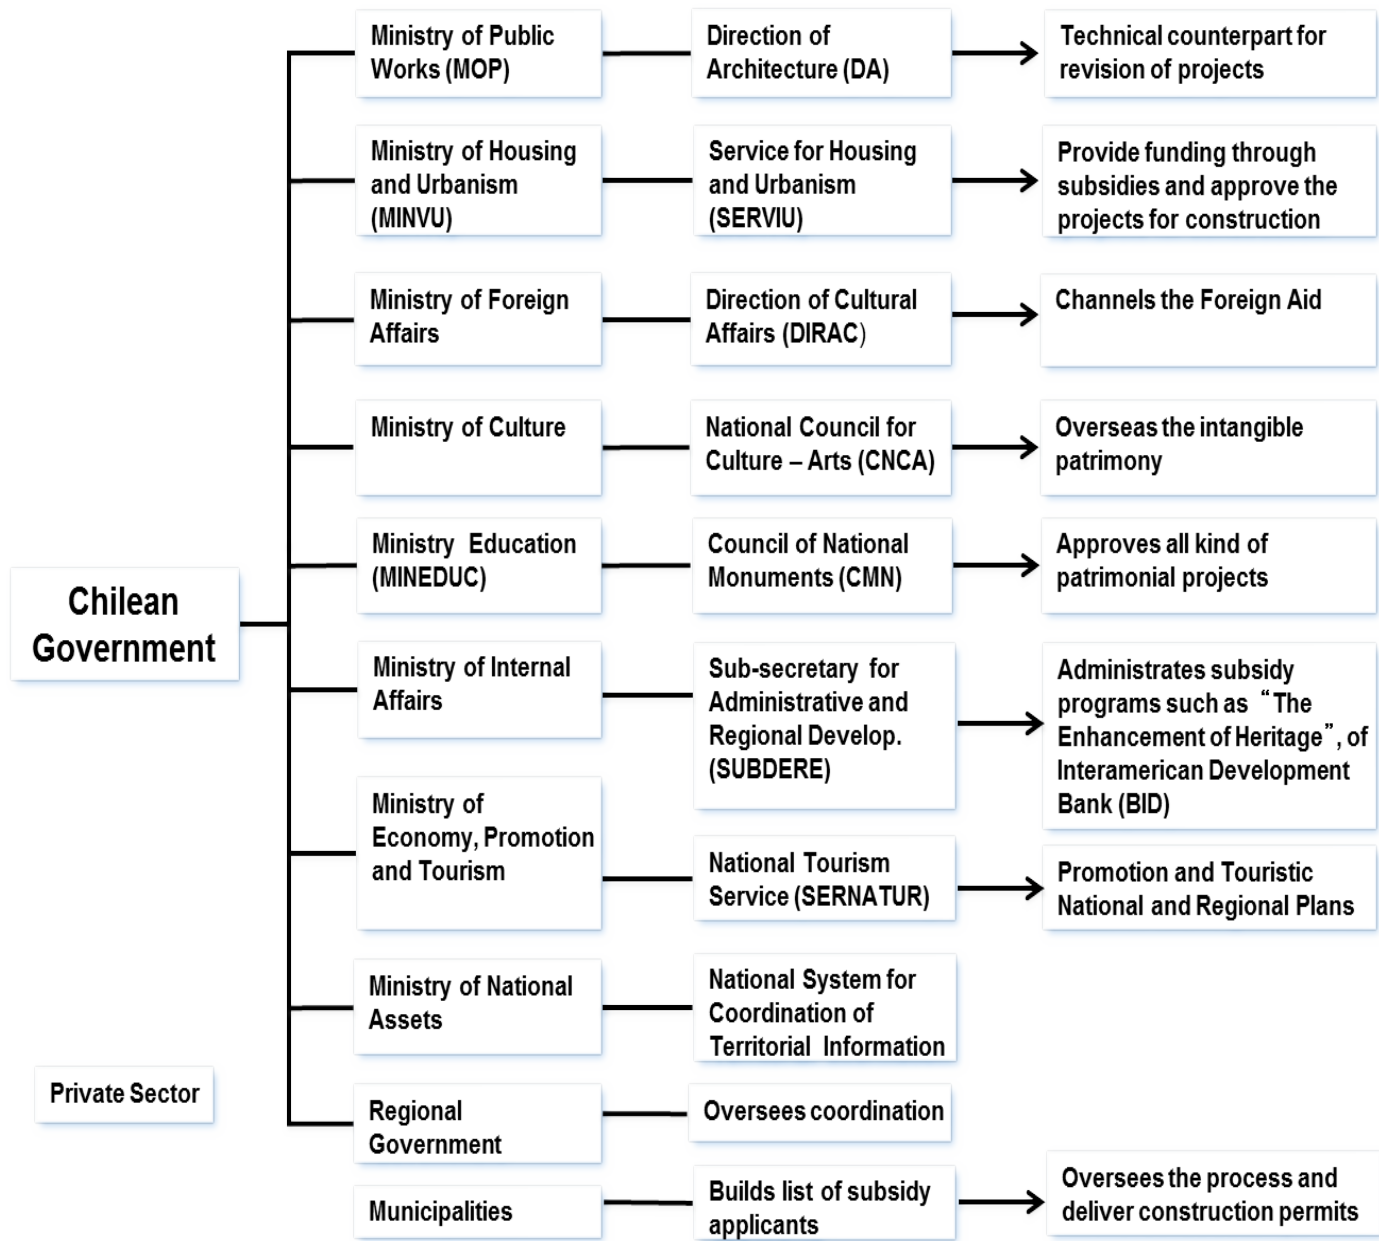 Ministry of Public
Works (MOP)
Direction of
Architecture (DA)
Technical counterpart for
revision of projects
Ministry of Housing
and Urbanism
(MINVU)
Service for Housing
and Urbanism
(SERVIU)
Provide funding through
subsidies and approve the
projects for construction
Ministry of Foreign
Affairs
Direction of Cultural
Affairs (DIRAC)
Channels the Foreign Aid
Ministry of Culture
National Council for
Culture – Arts (CNCA)
Overseas the intangible
patrimony
Ministry Education
(MINEDUC)
Council of National
Monuments (CMN)
Approves all kind of
patrimonial projects
Chilean
Government
Ministry of Internal
Affairs
Sub-secretary for
Administrative and
Regional Develop.
(SUBDERE)
Administrates subsidy
programs such as “The
Enhancement of Heritage”, of
Interamerican Development
Bank (BID)
Ministry of
Economy, Promotion
and Tourism
National Tourism
Service (SERNATUR)
Promotion and Touristic
National and Regional Plans
Ministry of National
Assets
National System for
Coordination of
Territorial Information
Private Sector
Regional
Government
Oversees coordination
Municipalities
Builds list of subsidy
applicants
Oversees the process and
deliver construction permits